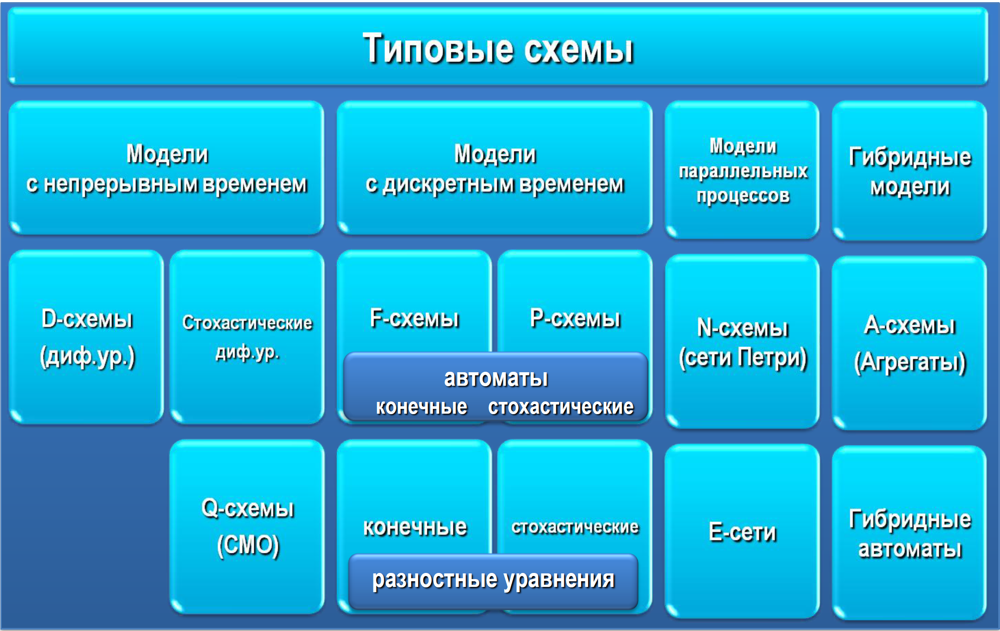 Типовые схемы
Модели
с непрерывным временем
Модели
с дискретным временем
Модели
параллельных
процессов
Гибридные
модели
D-схемы
(диф.ур.)
Стохастические
диф.ур.
F-схемы
P-схемы
автоматы
конечные стохастические
N-схемы
(сети Петри)
A-схемы
(Агрегаты)
Q-схемы
(СМО)
конечные
стохастические
разностные уравнения
E-сети
Гибридные
автоматы